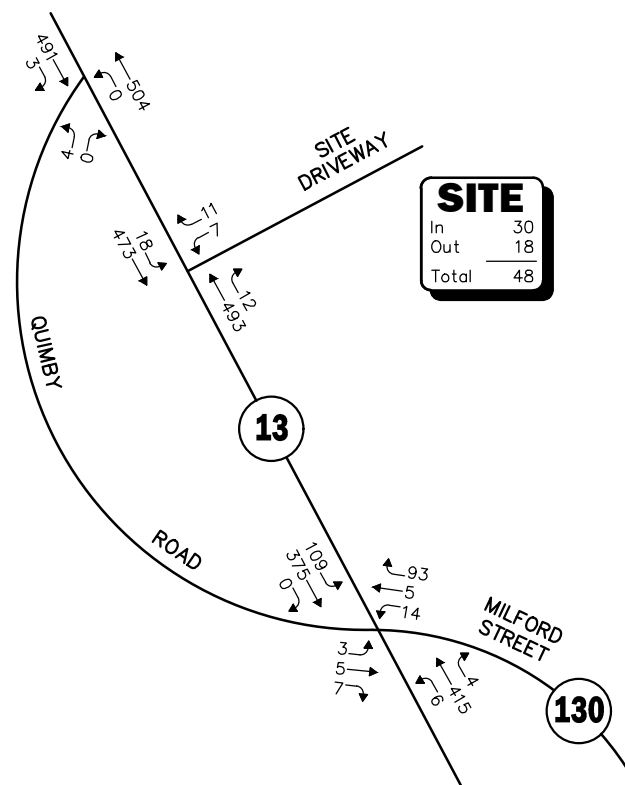 491
3
504
0
4
0
SITE
DRIVEWAY
SITE
In 30
Out 18
Total 48
11
7
18
473
12
493
QUIMBY
13
ROAD
109
375
0
93
5
14
MILFORD
STREET
3
5
7
4
415
6
130